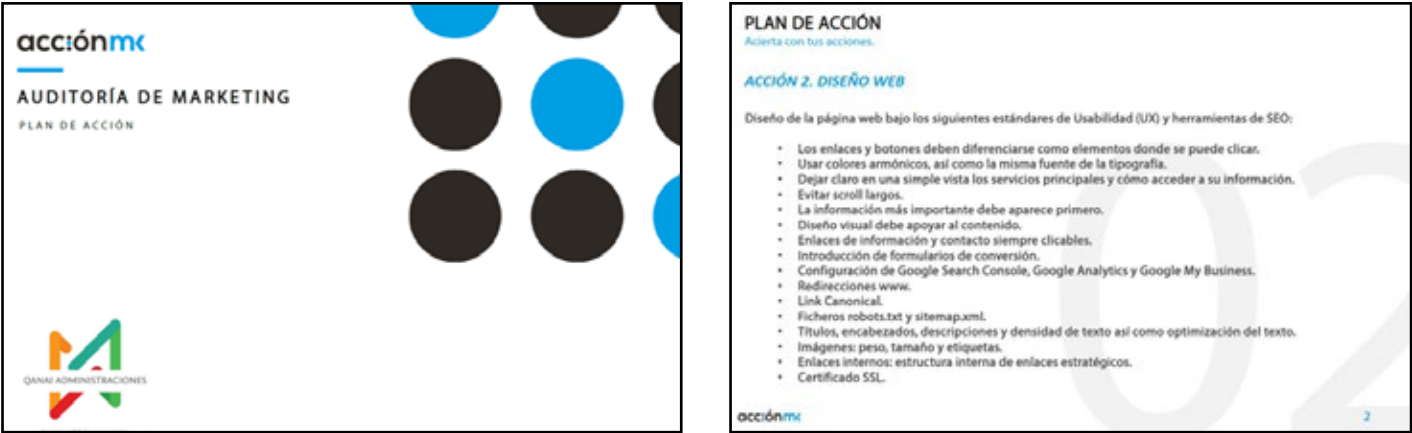 acciónmk
AUDITORÍA DE MARKETING
PLAN DE ACCIÓN
QANAI ADMINISTRACIONES
PLAN DE ACCIÓN
Acierta con tus acciones.
ACCIÓN 2. DISEÑO WEB
Diseño de la página web bajo los siguientes estándares de Usabilidad (UX) y herramientas de SEO:
• Los enlaces y botones deben diferenciarse como elementos donde se puede clicar.
• Usar colores armónicos, así como la misma fuente de la tipografía.
• Dejar claro en una simple vista los servicios principales y cómo acceder a su información.
• Evitar scroll largos.
• La información más importante debe aparece primero.
• Diseño visual debe apoyar al contenido.
• Enlaces de información y contacto siempre clicables.
• Introducción de formularios de conversión.
• Configuración de Google Search Console, Google Analytics y Google My Business.
• Redirecciones www.
• Link Canonical.
• Ficheros robots.txt y sitemap.xml.
• Títulos, encabezados, descripciones y densidad de texto así como optimización del texto.
• Imágenes: peso, tamaño y etiquetas.
• Enlaces internos: estructura interna de enlaces estratégicos.
• Certificado SSL.
02
acciónmk
2